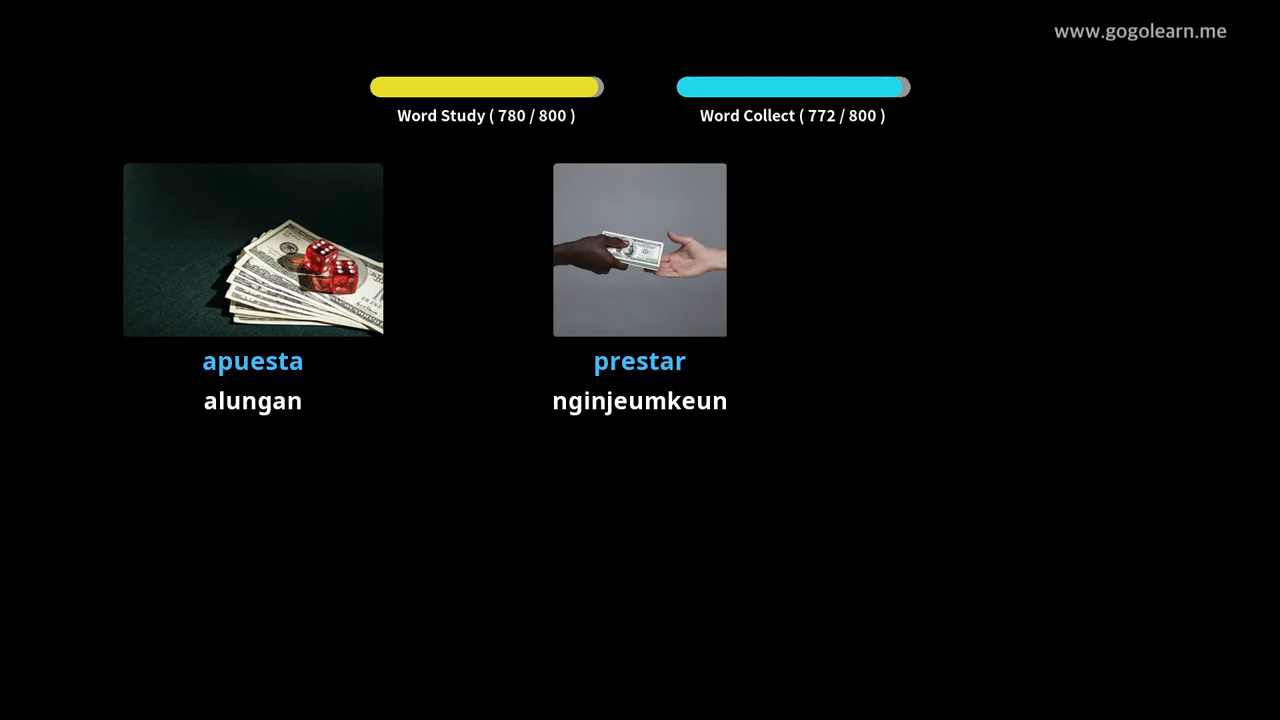 www.gogolearn.me
Word Study ( 780 / 800 )
Word Collect ( 772 / 800 )
apuesta
alungan
prestar
nginjeumkeun